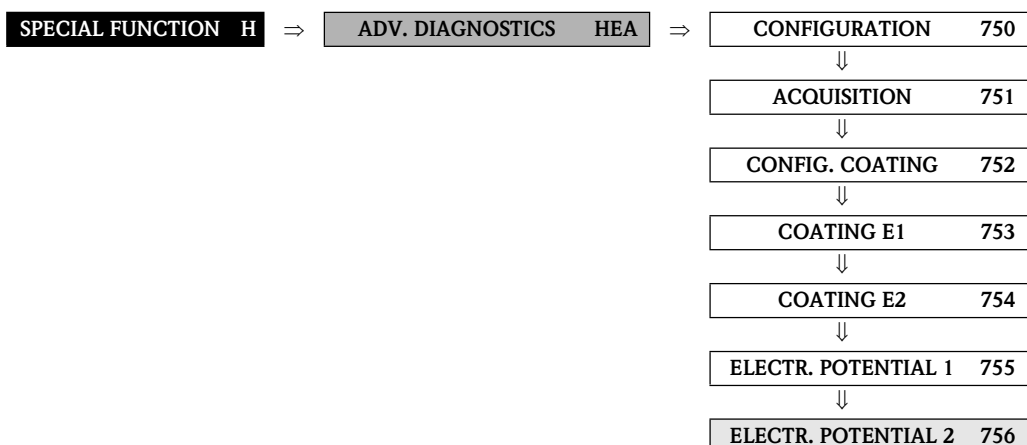 SPECIAL FUNCTION H ⇒ ADV. DIAGNOSTICS HEA ⇒ CONFIGURATION 750
⇓
ACQUISITION 751
⇓
CONFIG. COATING 752
⇓
COATING E1 753
⇓
COATING E2 754
⇓
ELECTR. POTENTIAL 1 755
⇓
ELECTR. POTENTIAL 2 756